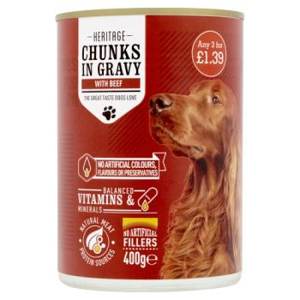 HERITAGE
CHUNKS
IN GRAVY
WITH BEEF
THE GREAT TASTE DOGS LOVE
Any 3 for
£1.39
NO ARTIFICIAL COLOURS,
FLAVOURS OR PRESERVATIVES
BALANCED
VITAMINS &
MINERALS
NATURAL MEAT
PROTEIN SOURCES
NO ARTIFICIAL
FILLERS
400g ℮